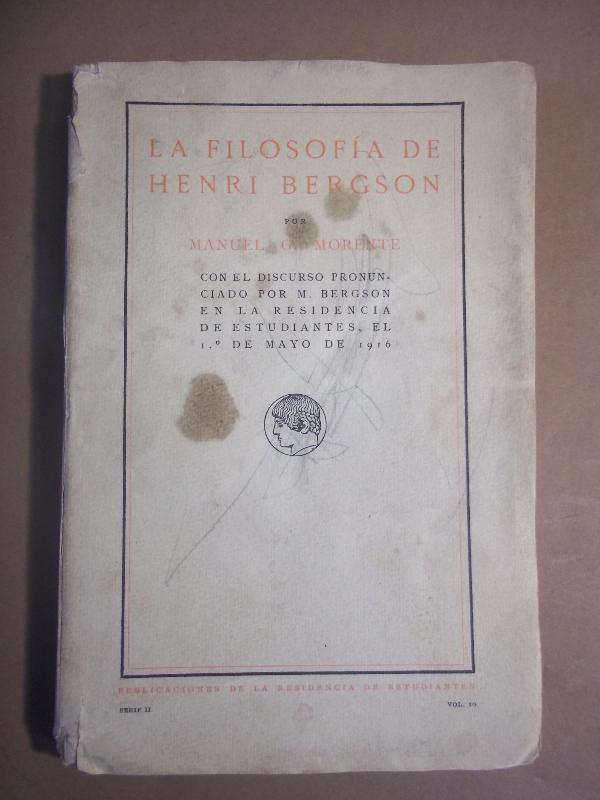 LA FILOSOFÍA DE
HENRI BERGSON
POR
MANUEL G. MORENTE
CON EL DISCURSO PRONUN-
CIADO POR M. BERGSON
EN LA RESIDENCIA
DE ESTUDIANTES, EL
1.º DE MAYO DE 1916
PUBLICACIONES DE LA RESIDENCIA DE ESTUDIANTES
SERIE II
VOL. 10